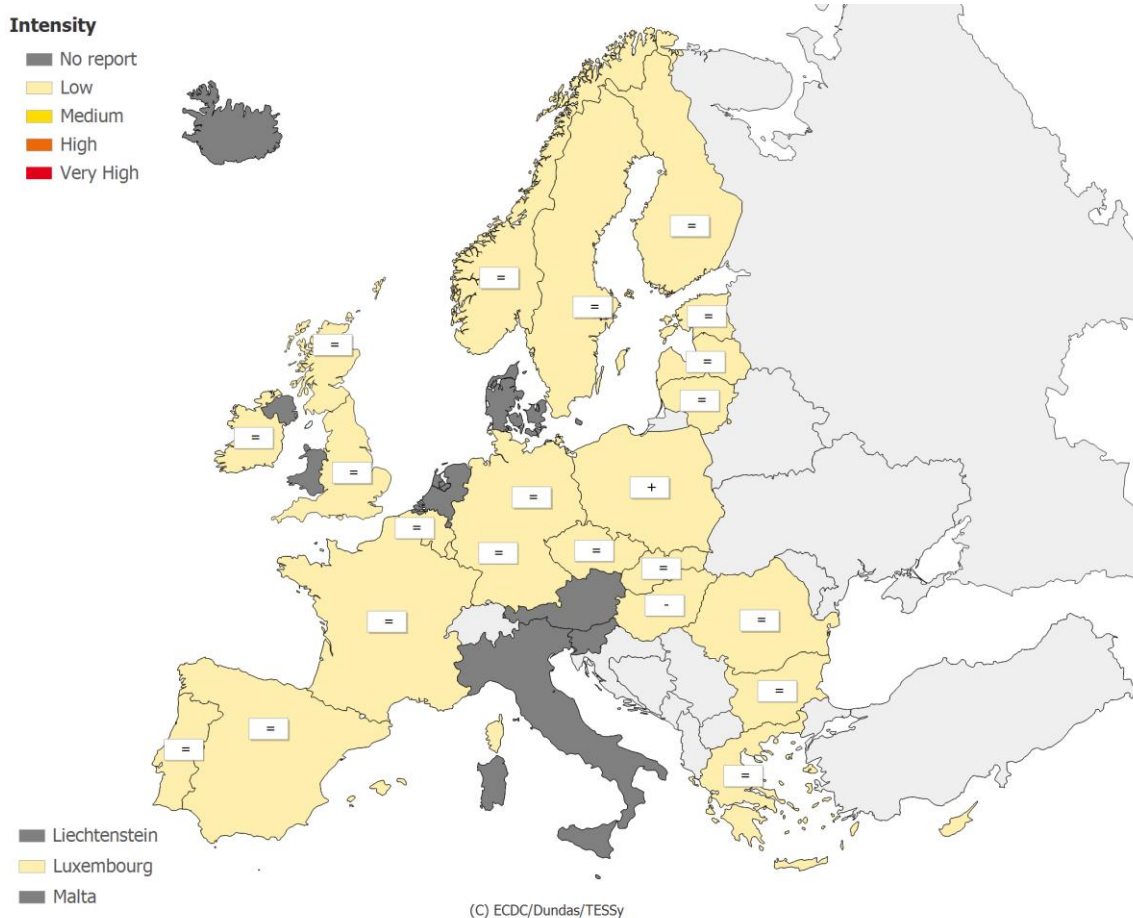 Intensity
No report
Low
Medium
High
Very High
=
=
=
=
=
=
=
=
=
+
=
=
=
=
=
=
-
=
=
=
=
=
=
Liechtenstein
Luxembourg
Malta
(C) ECDC/Dundas/TESSy